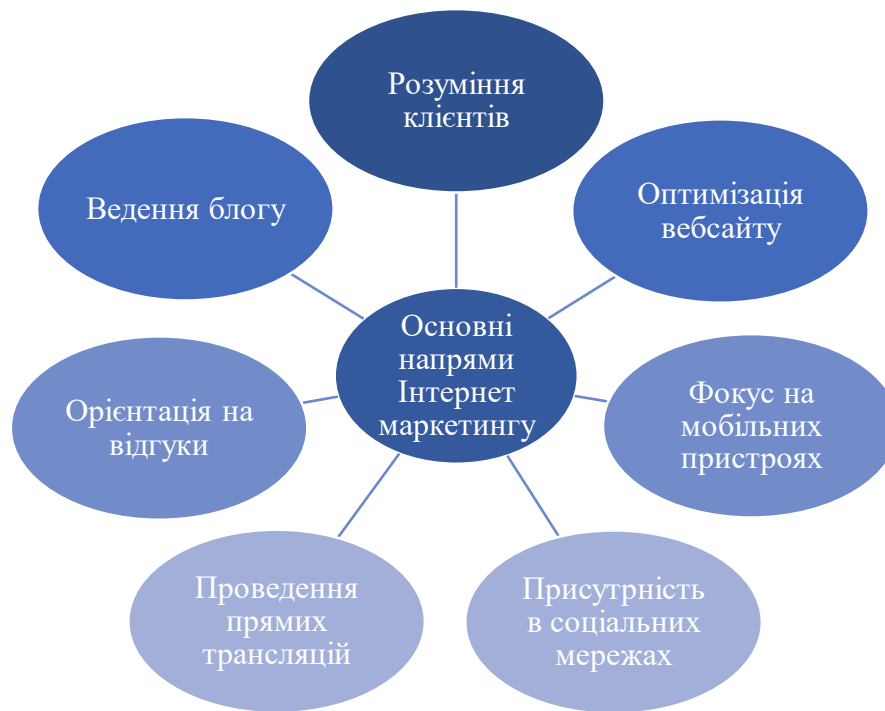 Розуміння
клієнтів
Оптимізація
вебсайту
Фокус на
мобільних
пристроях
Присутрність
в соціальних
мережах
Проведення
прямих
трансляцій
Орієнтація на
відгуки
Ведення блогу
Основні
напрями
Інтернет
маркетингу